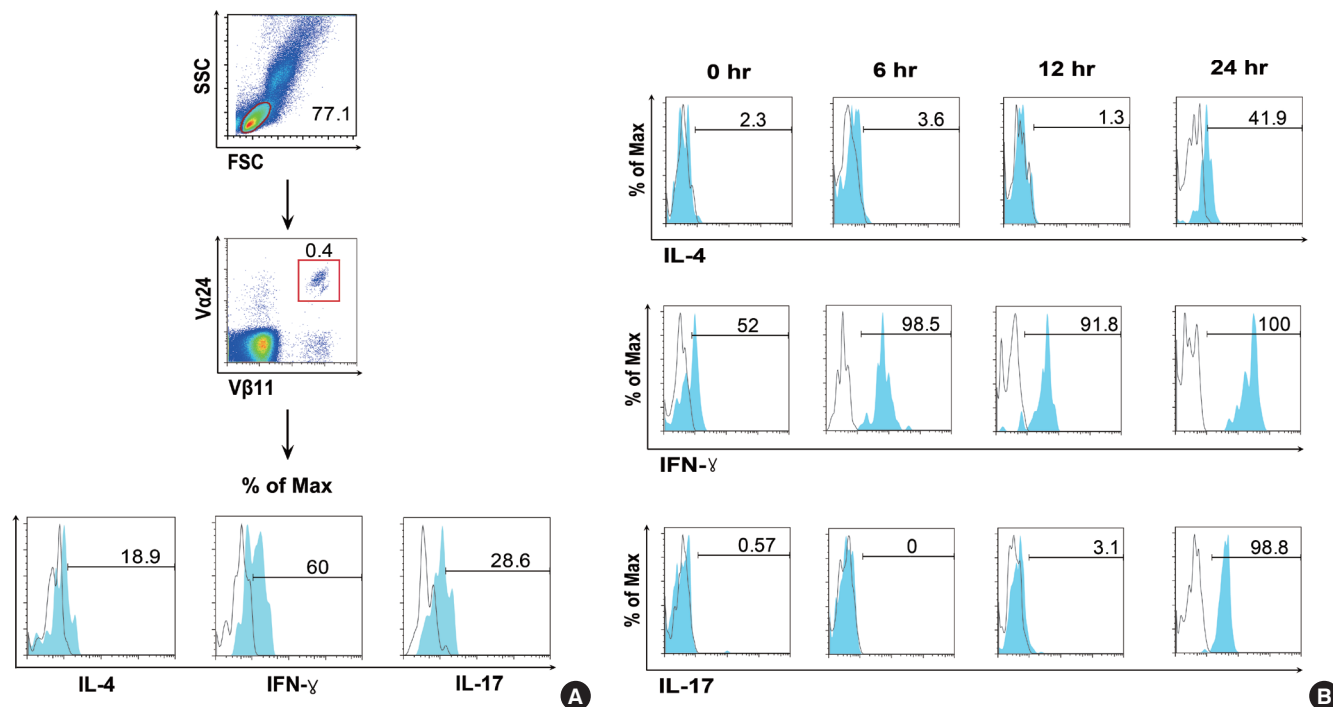 SSC
77.1
FSC
0.4
Vα24
Vβ11
% of Max
18.9
60
28.6
IL-4
IFN-ɣ
IL-17
A
0 hr
6 hr
12 hr
24 hr
% of Max
2.3
3.6
1.3
41.9
IL-4
% of Max
52
98.5
91.8
100
IFN-ɣ
% of Max
0.57
0
3.1
98.8
IL-17
B